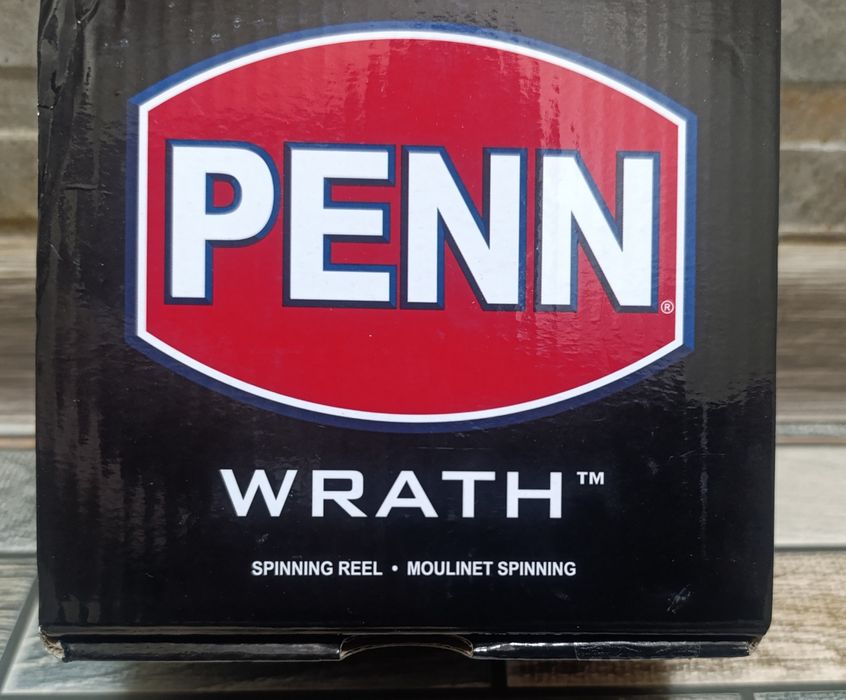 PENN®
WRATH™
SPINNING REEL • MOULINET SPINNING